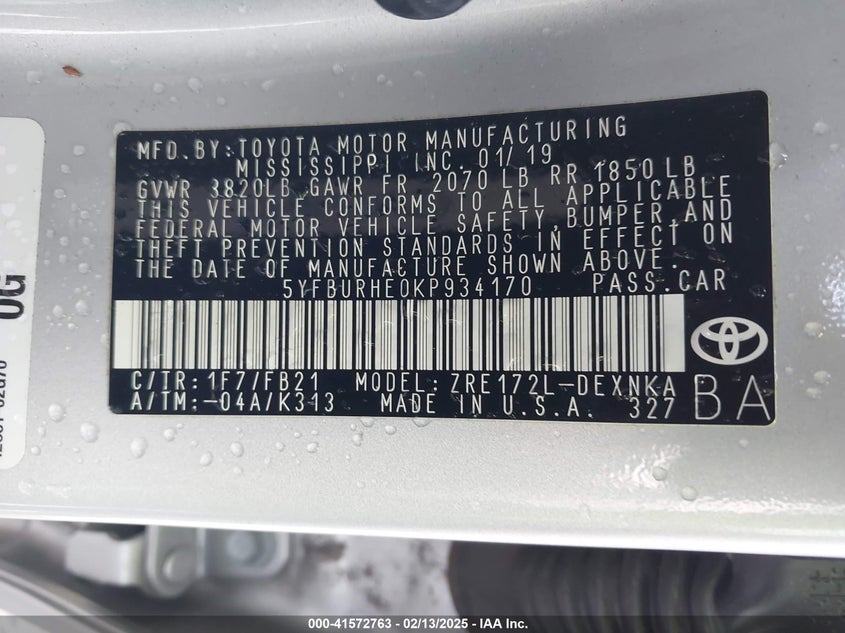 MFD.BY:TOYOTA MOTOR MANUFACTURING
MISSISSIPPI INC. 01/19
GVWR 3820LB GAWR FR 2070 LB RR 1850 LB
THIS VEHICLE CONFORMS TO ALL APPLICABLE
FEDERAL MOTOR VEHICLE SAFETY,BUMPER AND
THEFT PREVENTION STANDARDS IN EFFECT ON
THE DATE OF MANUFACTURE SHOWN ABOVE.
5YFBURHE0KP934170 PASS.CAR
C/TR:1F7/FB21 MODEL:ZRE172L-DEXNKA
A/TM:-04A/K313 MADE IN U.S.A. 327
BA
OG
000-41572763 — 02/13/2025 — IAA Inc.